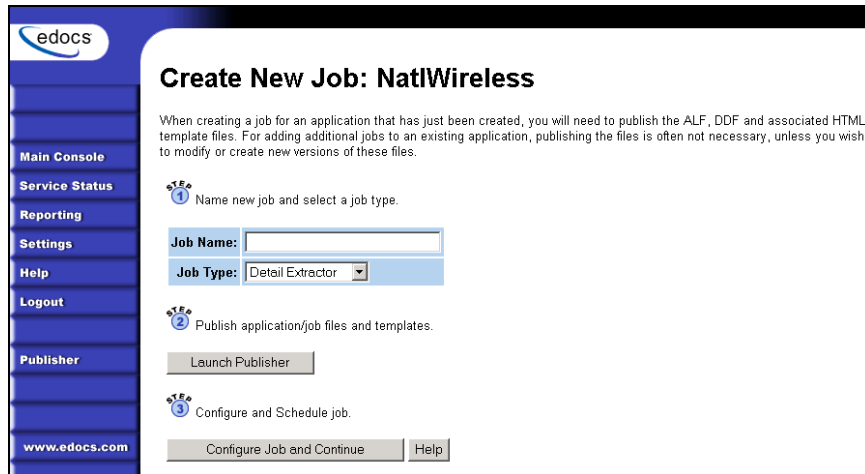 edocs
Main Console
Service Status
Reporting
Settings
Help
Logout
Publisher
www.edocs.com
Create New Job: NatlWireless
When creating a job for an application that has just been created, you will need to publish the ALF, DDF and associated HTML
template files. For adding additional jobs to an existing application, publishing the files is often not necessary, unless you wish
to modify or create new versions of these files.
STEP 1 Name new job and select a job type.
Job Name:
Job Type: Detail Extractor
STEP 2 Publish application/job files and templates.
Launch Publisher
STEP 3 Configure and Schedule job.
Configure Job and Continue Help